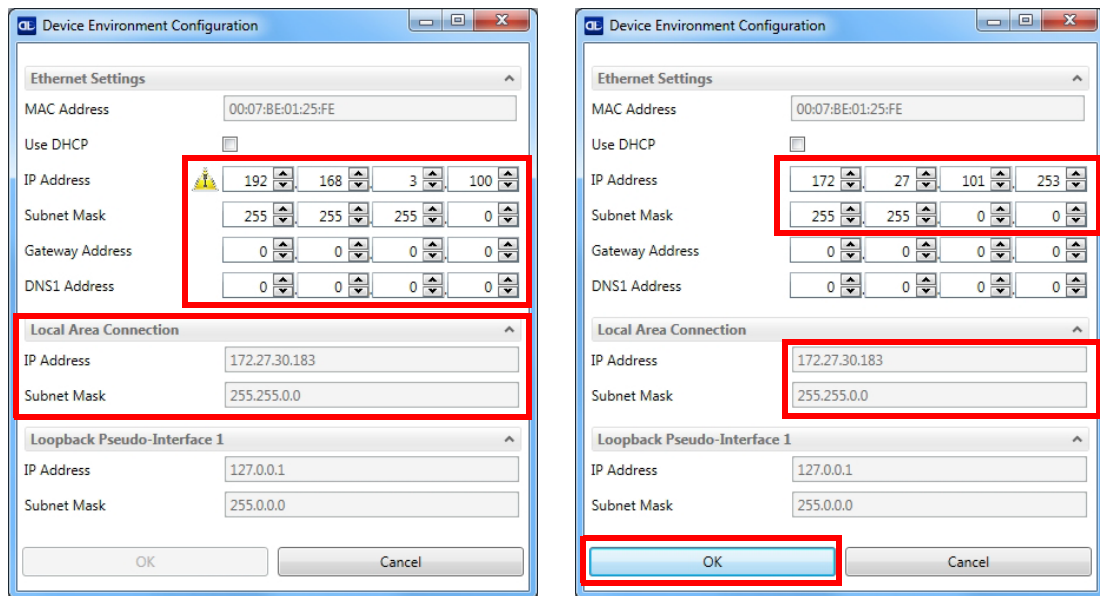 Device Environment Configuration
Ethernet Settings
MAC Address 00:07:BE:01:25:FE
Use DHCP
IP Address 192 . 168 . 3 . 100
Subnet Mask 255 . 255 . 255 . 0
Gateway Address 0 . 0 . 0 . 0
DNS1 Address 0 . 0 . 0 . 0
Local Area Connection
IP Address 172.27.30.183
Subnet Mask 255.255.0.0
Loopback Pseudo-Interface 1
IP Address 127.0.0.1
Subnet Mask 255.0.0.0
OK Cancel
Device Environment Configuration
Ethernet Settings
MAC Address 00:07:BE:01:25:FE
Use DHCP
IP Address 172 . 27 . 101 . 253
Subnet Mask 255 . 255 . 0 . 0
Gateway Address 0 . 0 . 0 . 0
DNS1 Address 0 . 0 . 0 . 0
Local Area Connection
IP Address 172.27.30.183
Subnet Mask 255.255.0.0
Loopback Pseudo-Interface 1
IP Address 127.0.0.1
Subnet Mask 255.0.0.0
OK Cancel